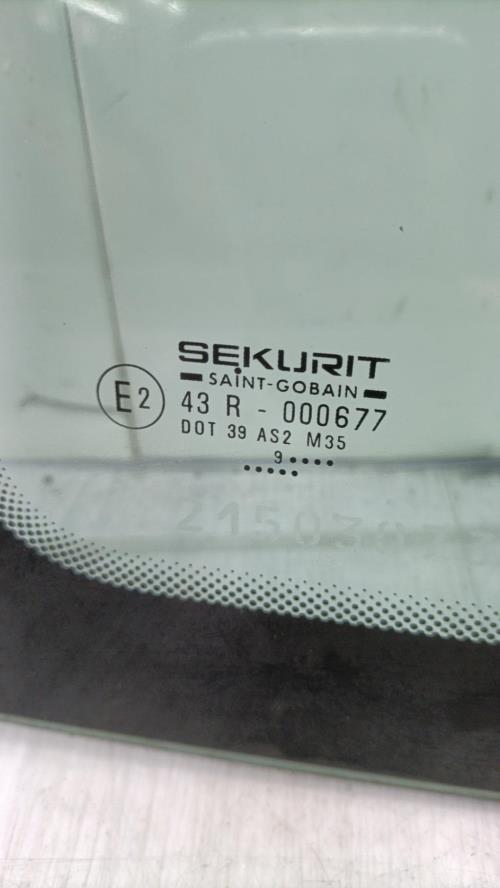 SEKURIT
SAINT-GOBAIN
E2
43 R - 000677
DOT 39 AS2 M35
9